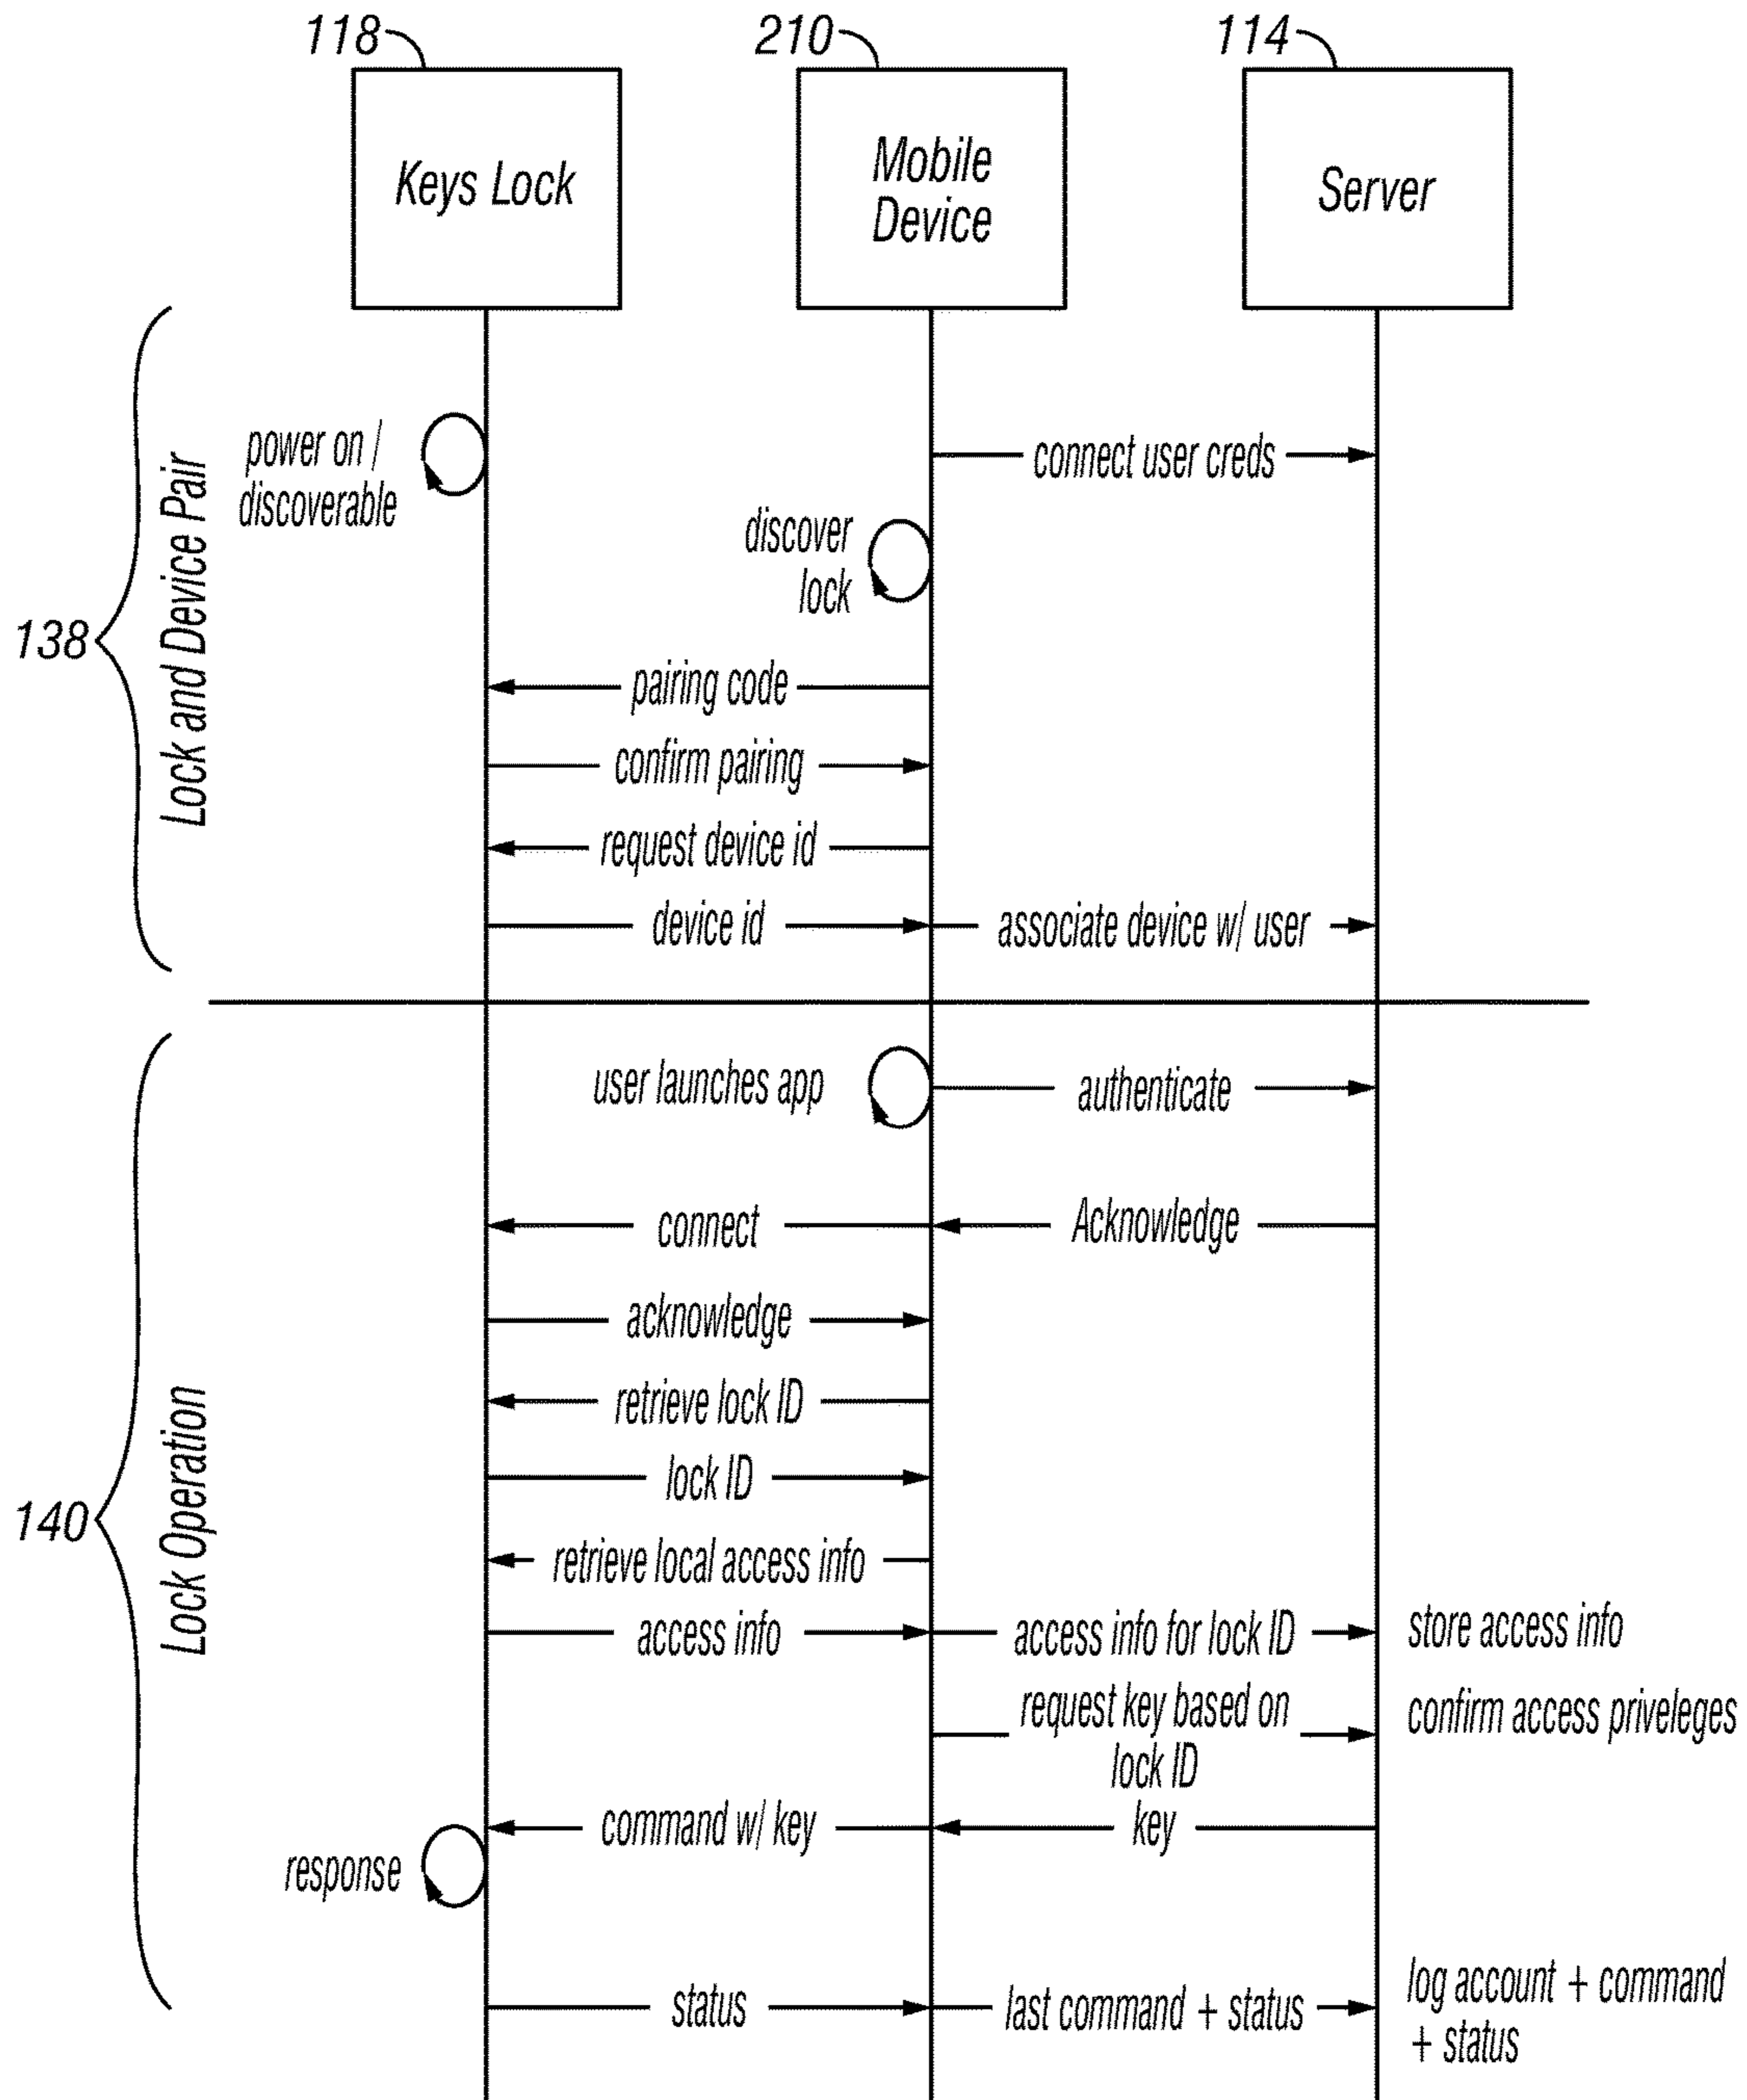 118
210
114
Keys Lock
Mobile
Device
Server
138
Lock and Device Pair
power on /
discoverable
connect user creds
discover
lock
pairing code
confirm pairing
request device id
device id
associate device w/ user
140
Lock Operation
user launches app
authenticate
connect
Acknowledge
acknowledge
retrieve lock ID
lock ID
retrieve local access info
access info
access info for lock ID
store access info
request key based on
lock ID
confirm access priveleges
command w/ key
key
response
status
last command + status
log account + command
+ status